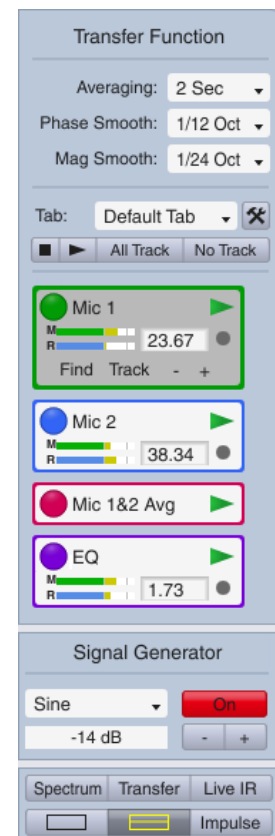 Transfer Function
Averaging: 2 Sec
Phase Smooth: 1/12 Oct
Mag Smooth: 1/24 Oct
Tab: Default Tab
All Track No Track
Mic 1
M
R 23.67
Find Track - +
Mic 2
M
R 38.34
Mic 1&2 Avg
EQ
M
R 1.73
Signal Generator
Sine On
-14 dB - +
Spectrum Transfer Live IR
Impulse